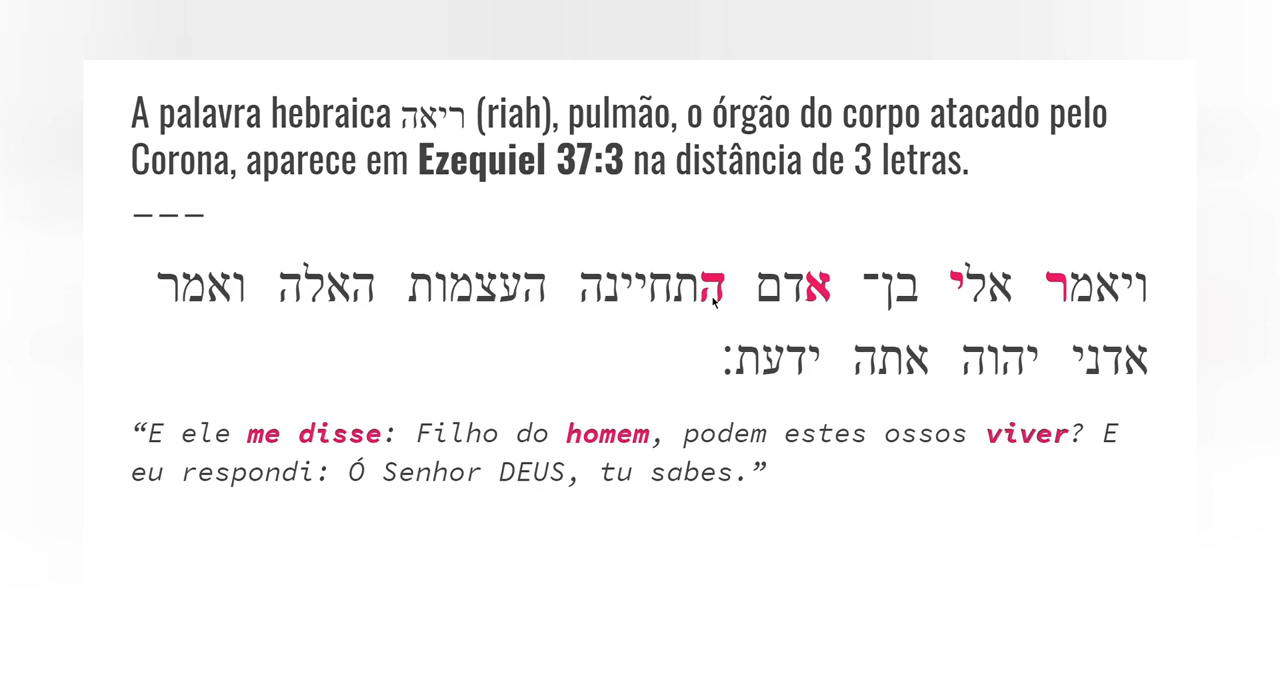 A palavra hebraica ריאה (riah), pulmão, o órgão do corpo atacado pelo
Corona, aparece em Ezequiel 37:3 na distância de 3 letras.
———
ויאמר אלי בן־ אדם התחיינה העצמות האלה ואמר
אדני יהוה אתה ידעת:
“E ele me disse: Filho do homem, podem estes ossos viver? E
eu respondi: Ó Senhor DEUS, tu sabes.”